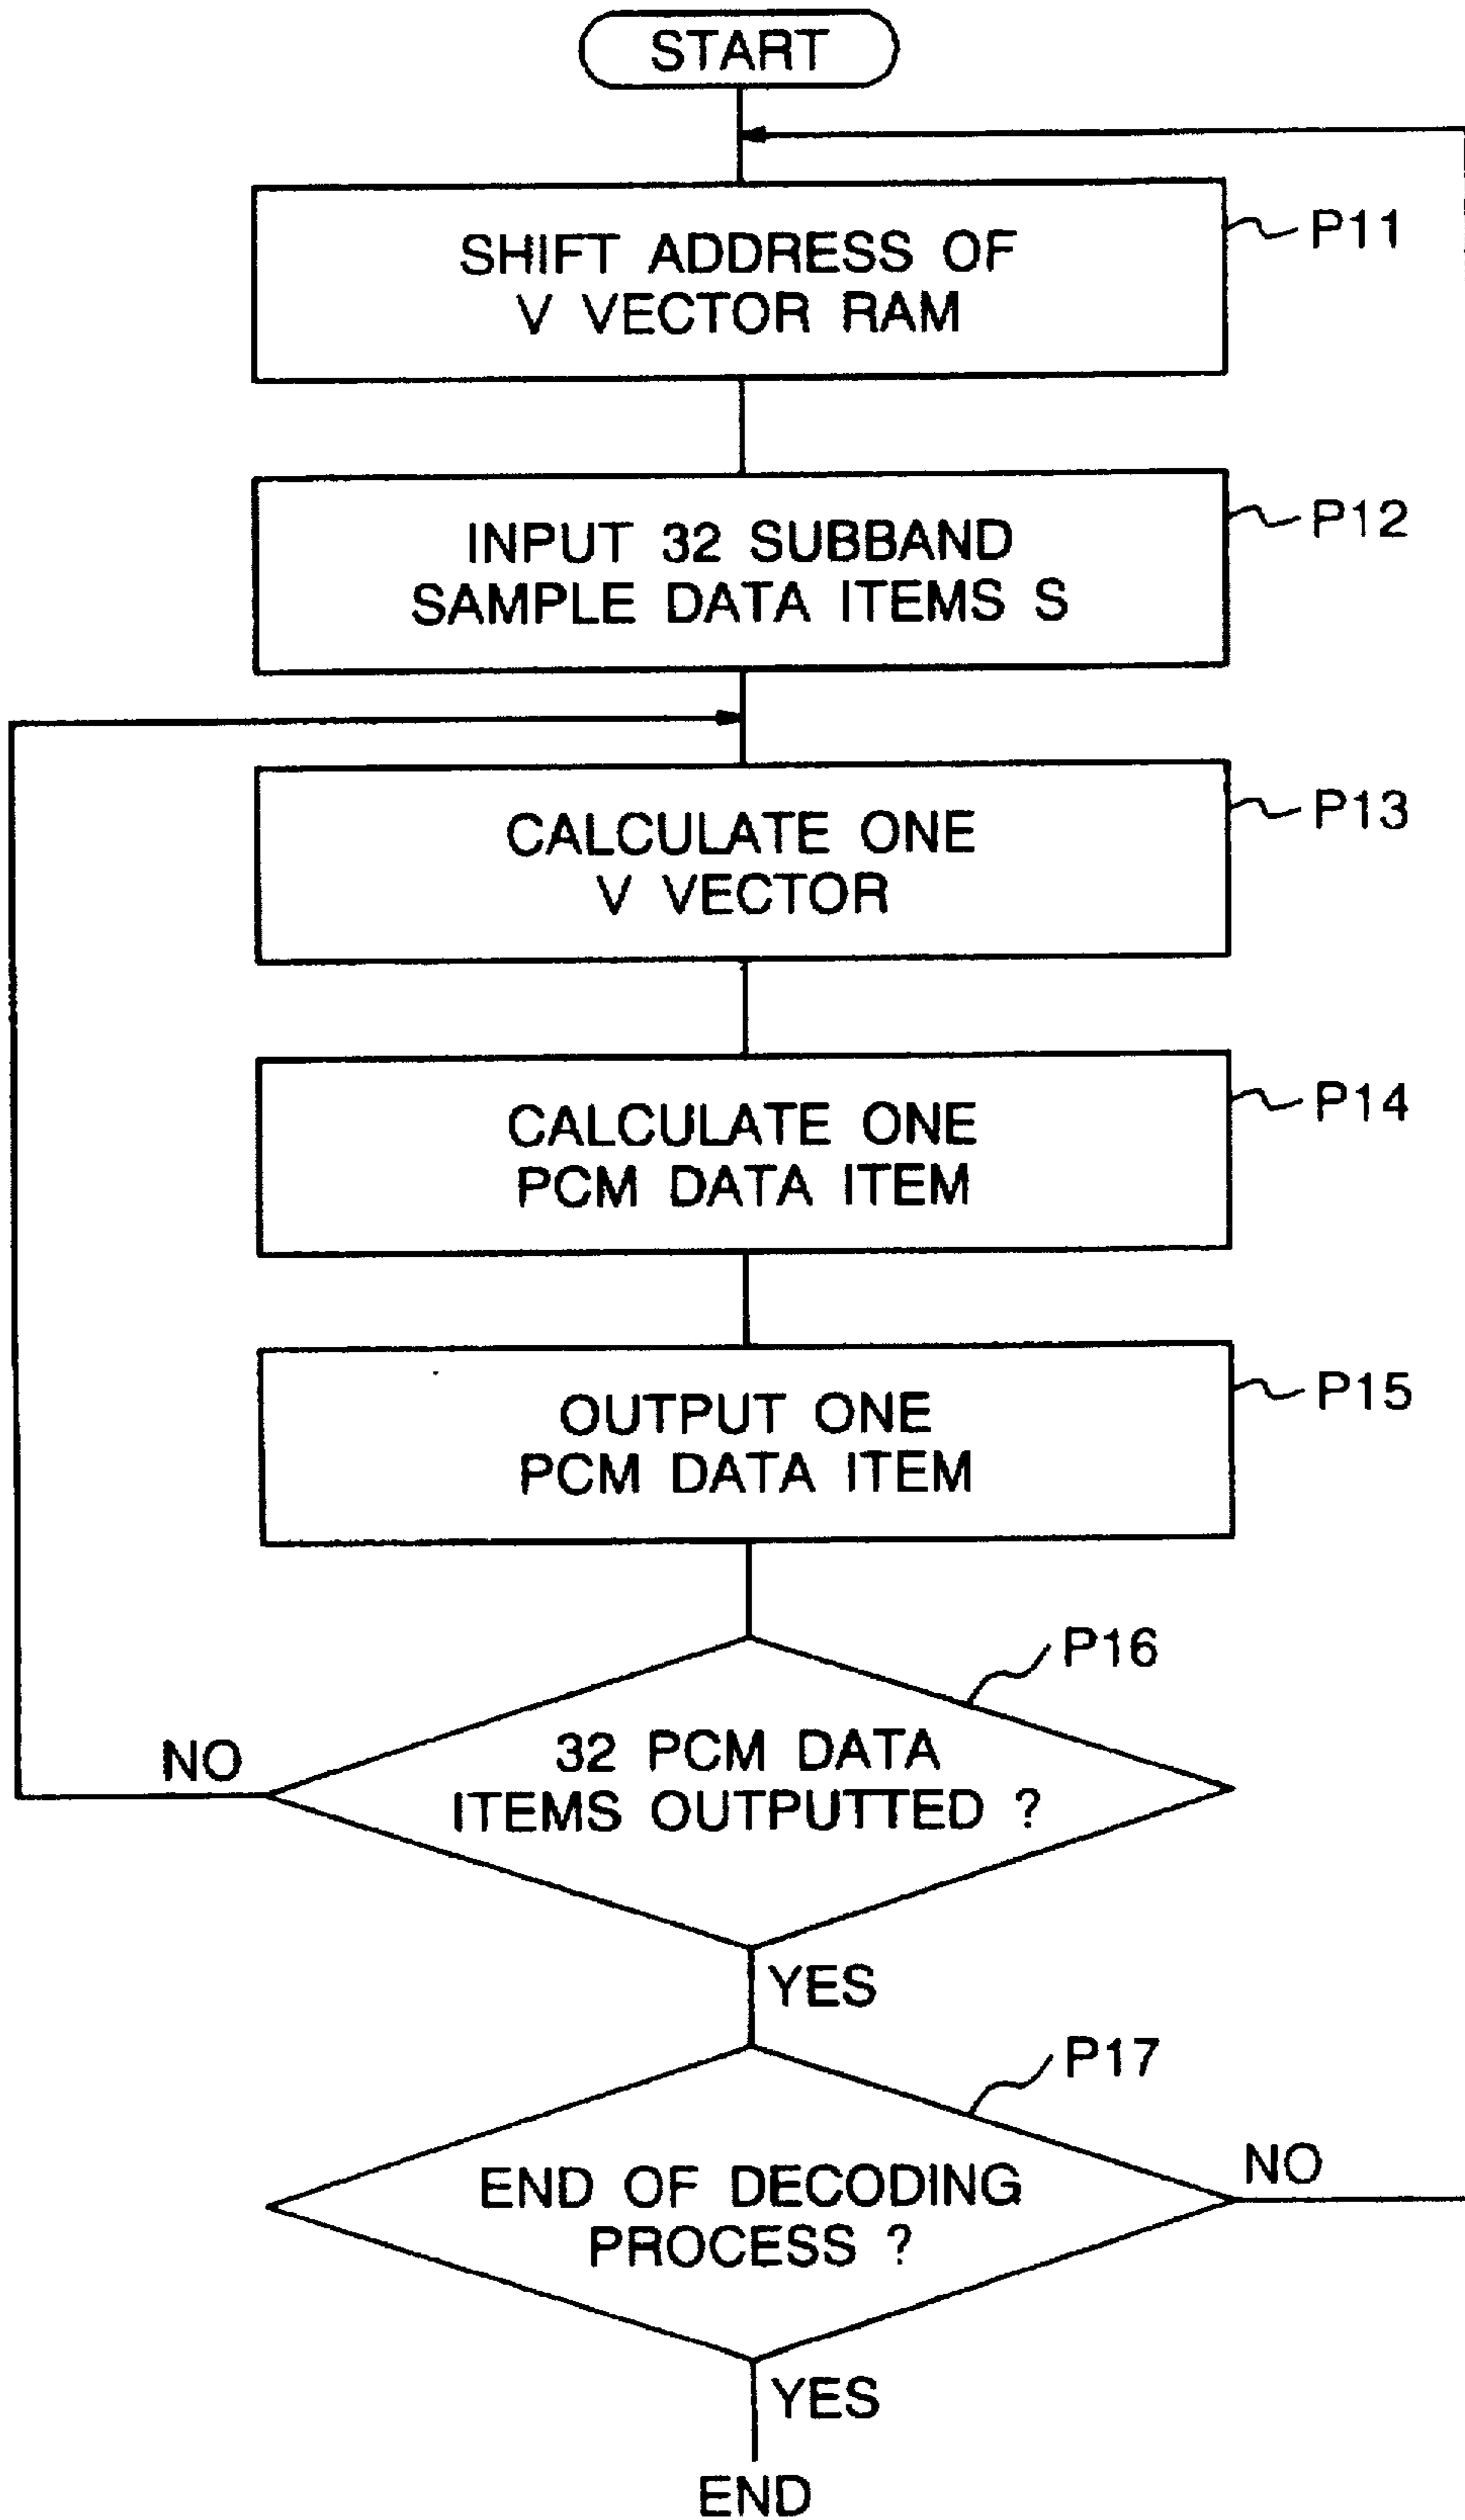 START
SHIFT ADDRESS OF
V VECTOR RAM
P11
INPUT 32 SUBBAND
SAMPLE DATA ITEMS S
P12
CALCULATE ONE
V VECTOR
P13
CALCULATE ONE
PCM DATA ITEM
P14
OUTPUT ONE
PCM DATA ITEM
P15
P16
32 PCM DATA
ITEMS OUTPUTTED ?
NO
YES
P17
END OF DECODING
PROCESS ?
NO
YES
END